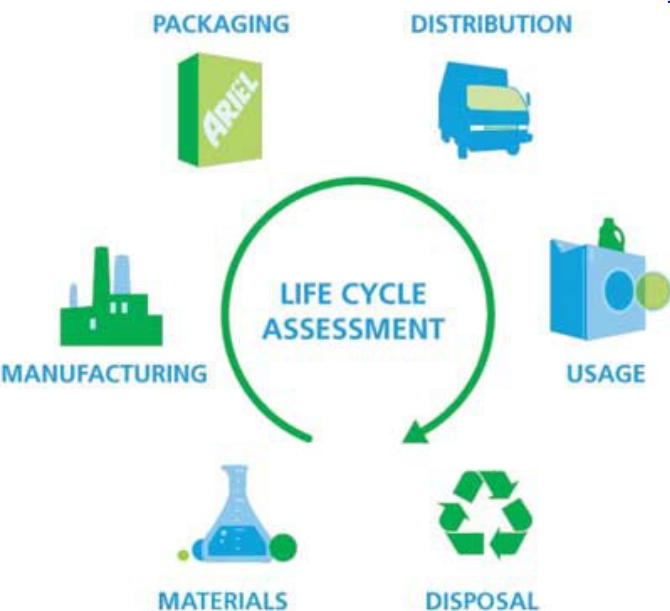 PACKAGING
DISTRIBUTION
ARIEL
LIFE CYCLE
ASSESSMENT
MANUFACTURING
USAGE
MATERIALS
DISPOSAL